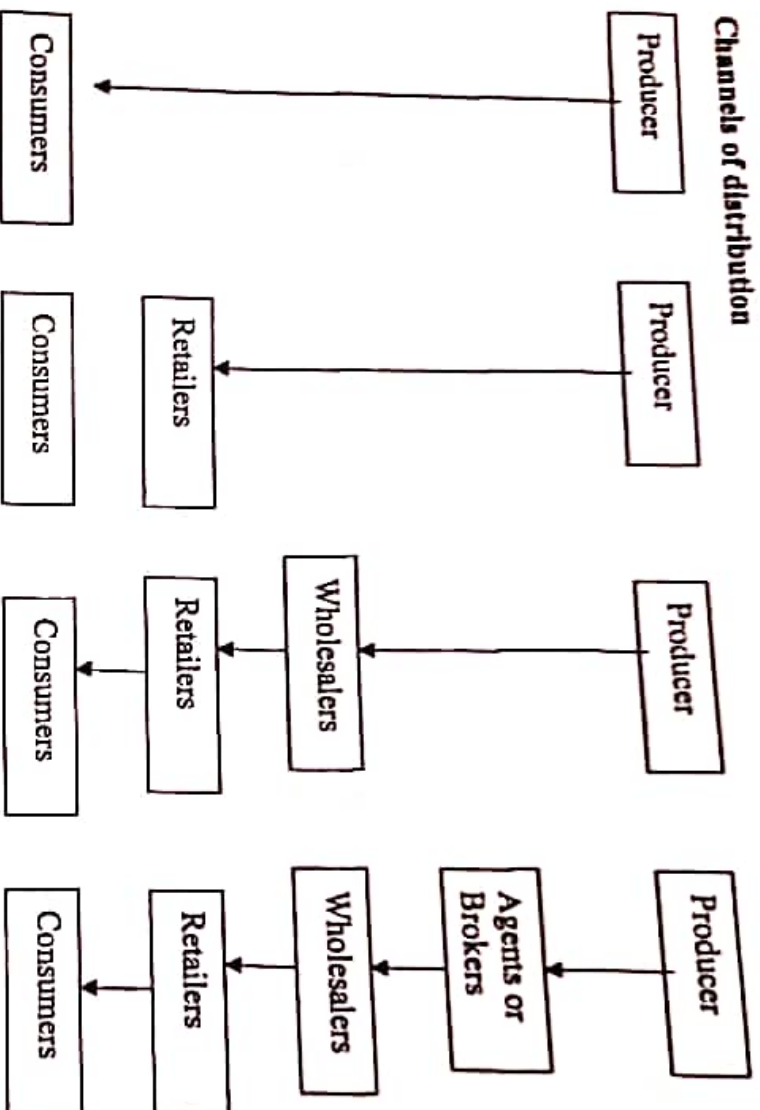 Channels of distribution
Producer
Consumers
Producer
Retailers
Consumers
Producer
Wholesalers
Retailers
Consumers
Producer
Agents or
Brokers
Wholesalers
Retailers
Consumers